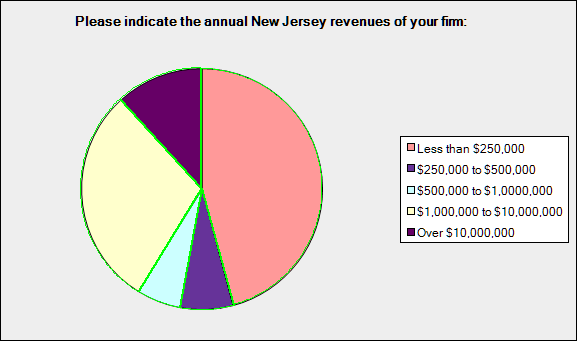 Please indicate the annual New Jersey revenues of your firm:
Less than $250,000
$250,000 to $500,000
$500,000 to $1,0000,000
$1,000,000 to $10,000,000
Over $10,000,000